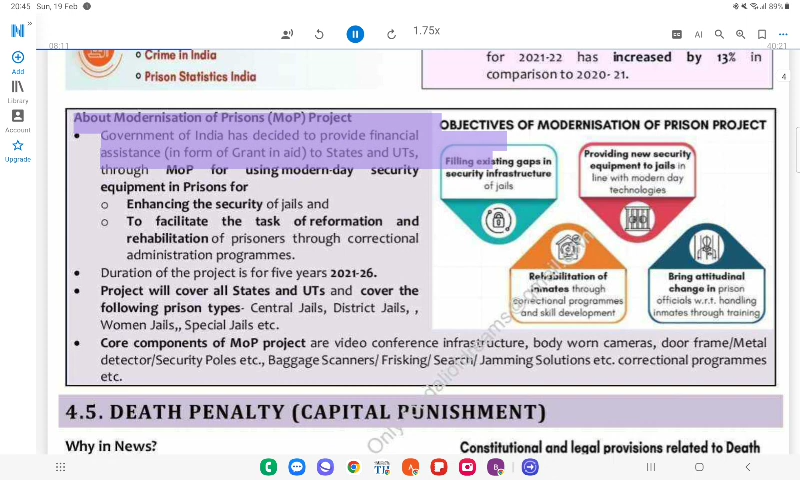 20:45 Sun, 19 Feb
89%
1.75x
CC
AI
08:11
40:21
N
Add
Library
Account
Upgrade
Crime in India
Prison Statistics India
for 2021-22 has increased by 13% in
comparison to 2020- 21.
4
About Modernisation of Prisons (MoP) Project
Government of India has decided to provide financial
assistance (in form of Grant in aid) to States and UTs,
through MoP for using modern-day security
equipment in Prisons for
Enhancing the security of jails and
To facilitate the task of reformation and
rehabilitation of prisoners through correctional
administration programmes.
Duration of the project is for five years 2021-26.
Project will cover all States and UTs and cover the
following prison types- Central Jails, District Jails, ,
Women Jails,, Special Jails etc.
OBJECTIVES OF MODERNISATION OF PRISON PROJECT
Filling existing gaps in
security infrastructure
of jails
Providing new security
equipment to jails in
line with modern day
technologies
Rehabilitation of
inmates through
correctional programmes
and skill development
Bring attitudinal
change in prison
officials w.r.t. handling
inmates through training
Core components of MoP project are video conference infrastructure, body worn cameras, door frame/Metal
detector/Security Poles etc., Baggage Scanners/ Frisking/ Search/ Jamming Solutions etc. correctional programmes
etc.
4.5. DEATH PENALTY (CAPITAL PUNISHMENT)
Why in News?
Constitutional and legal provisions related to Death